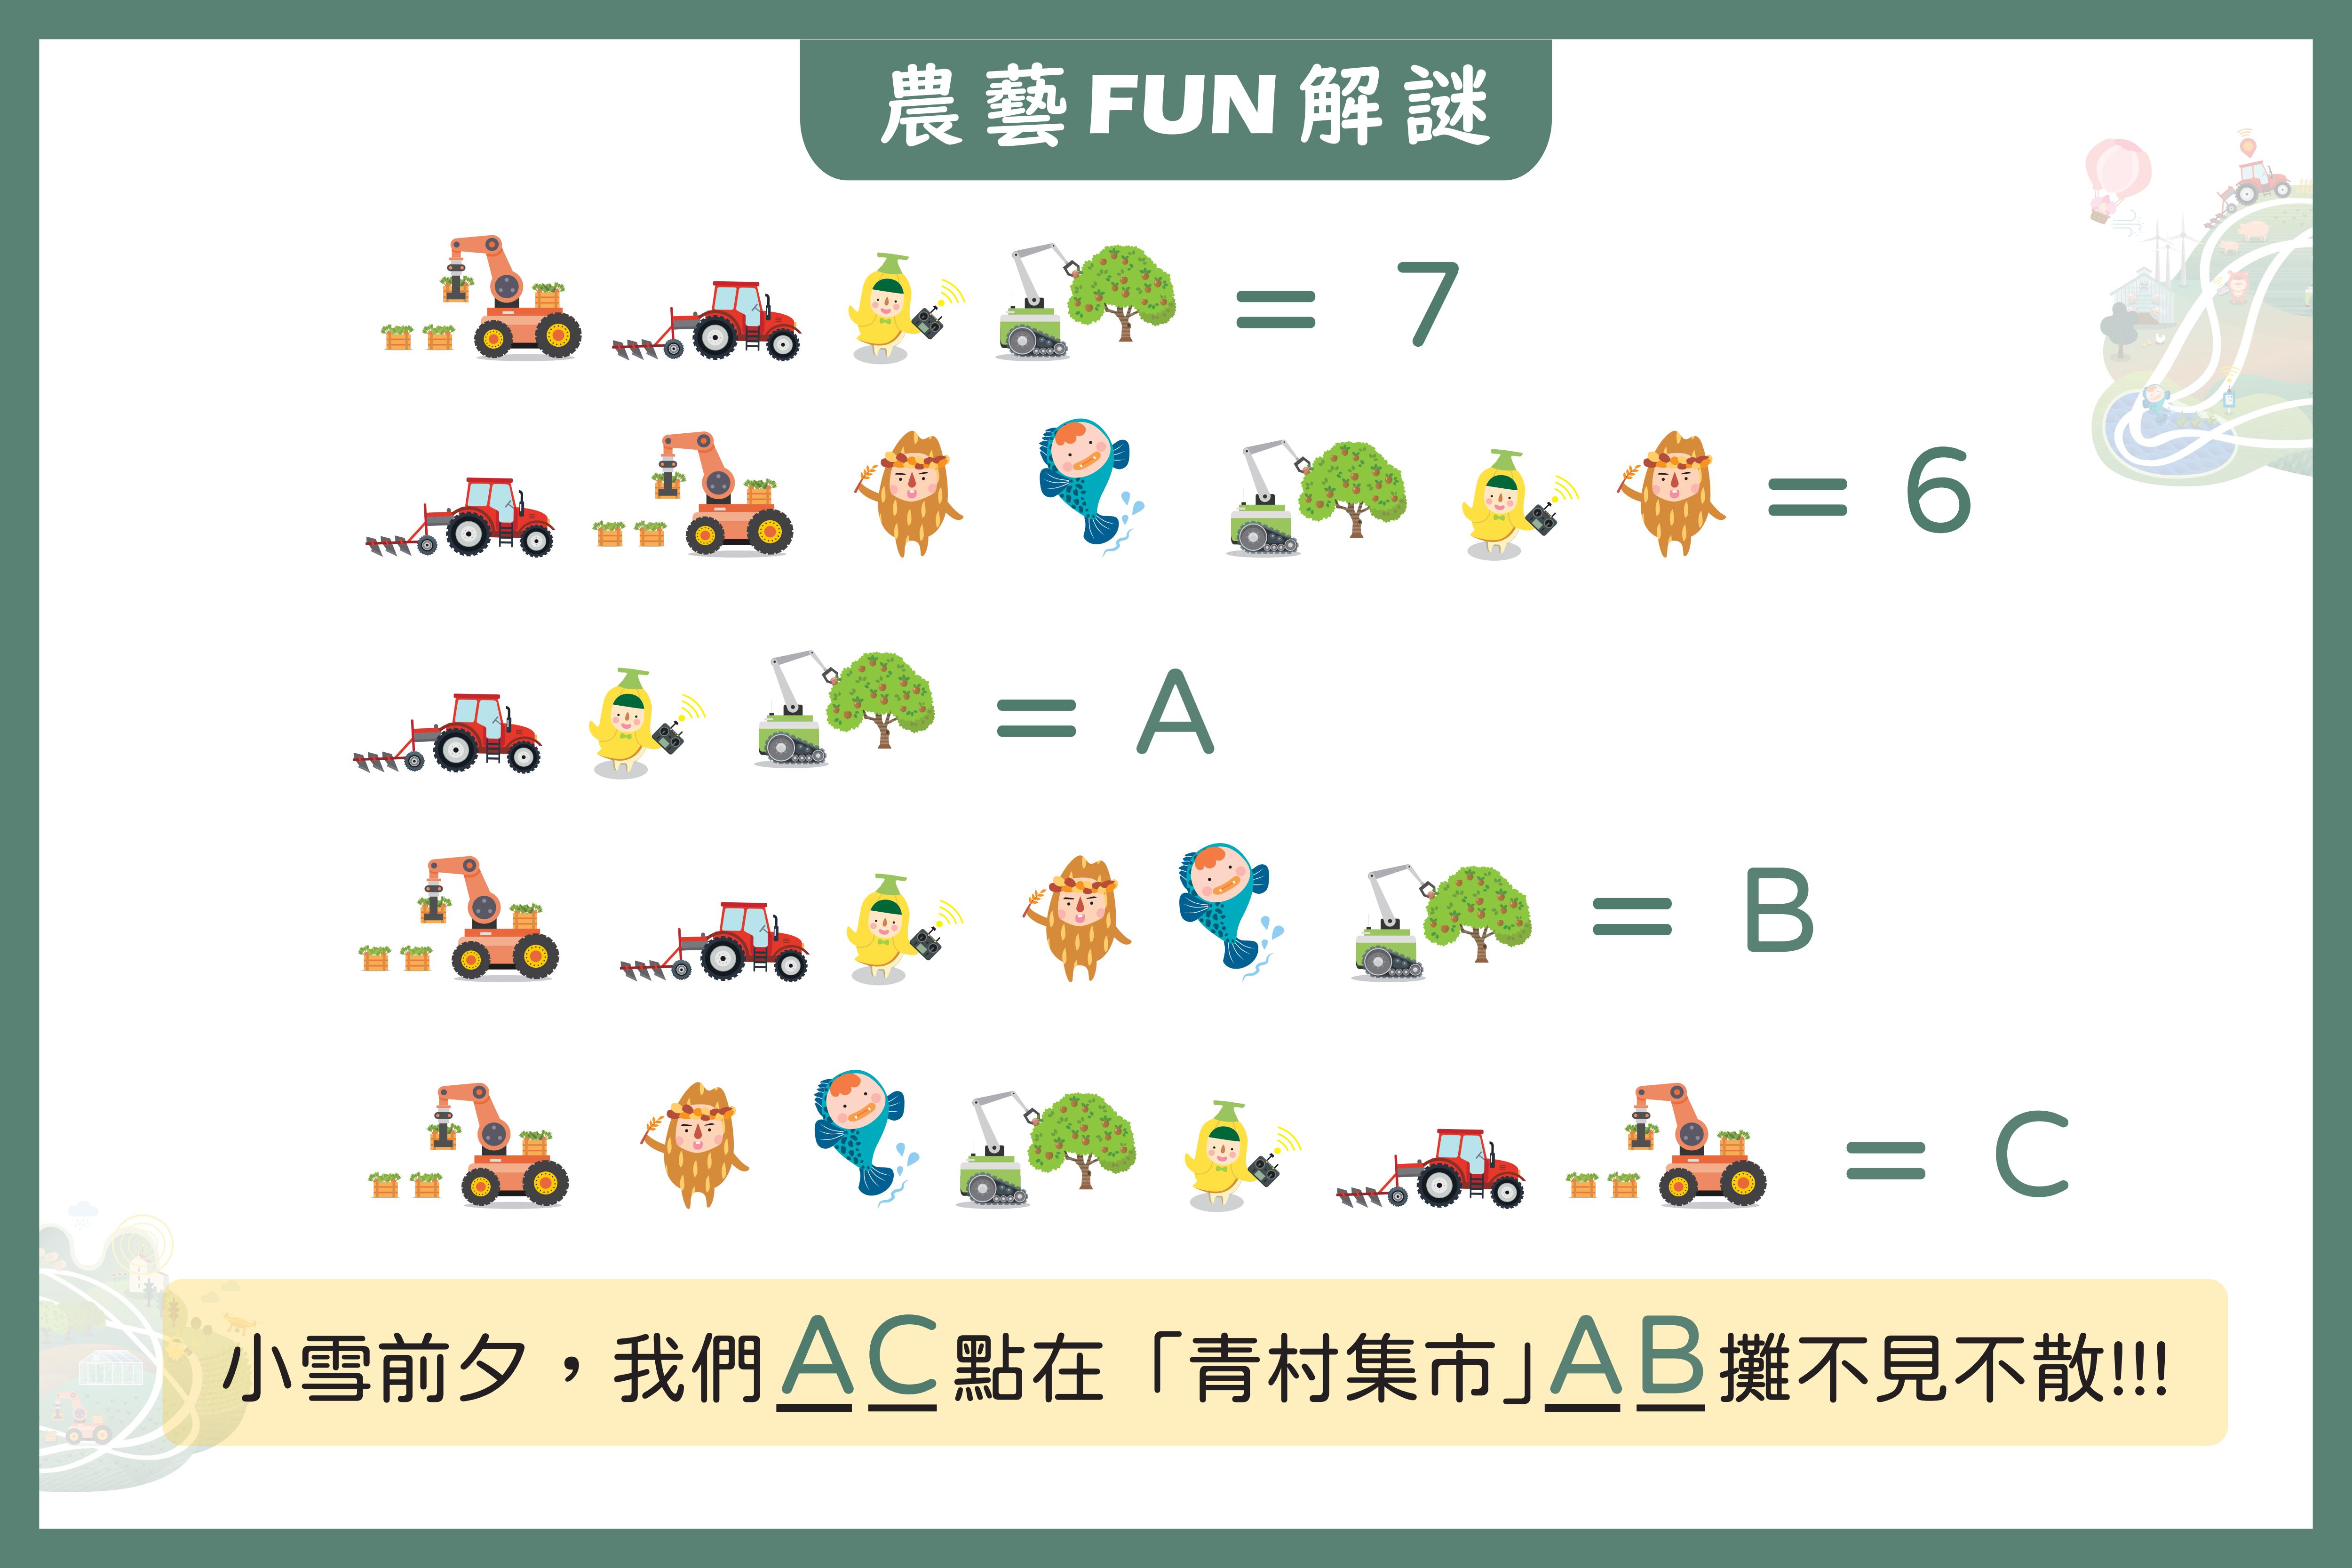 農藝FUN解謎
= 7
= 6
= A
= B
= C
小雪前夕，我們AC點在「青村集市」AB攤不見不散!!!